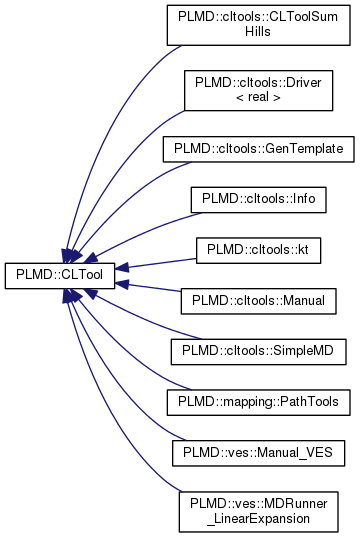 PLMD::cltools::CLToolSum
Hills
PLMD::cltools::Driver
< real >
PLMD::cltools::GenTemplate
PLMD::cltools::Info
PLMD::cltools::kt
PLMD::CLTool
PLMD::cltools::Manual
PLMD::cltools::SimpleMD
PLMD::mapping::PathTools
PLMD::ves::Manual_VES
PLMD::ves::MDRunner
_LinearExpansion